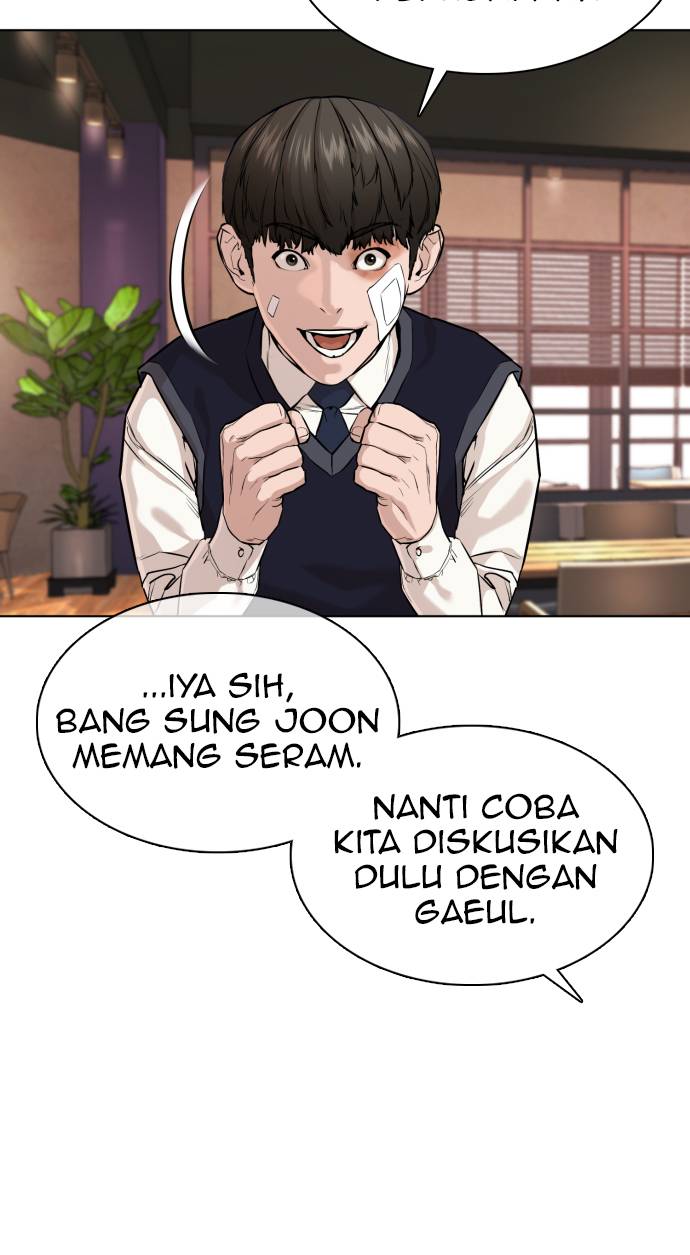 ...IYA SIH,
BANG SUNG JOON
MEMANG SERAM.
NANTI COBA
KITA DISKUSIKAN
DULU DENGAN
GAEUL.